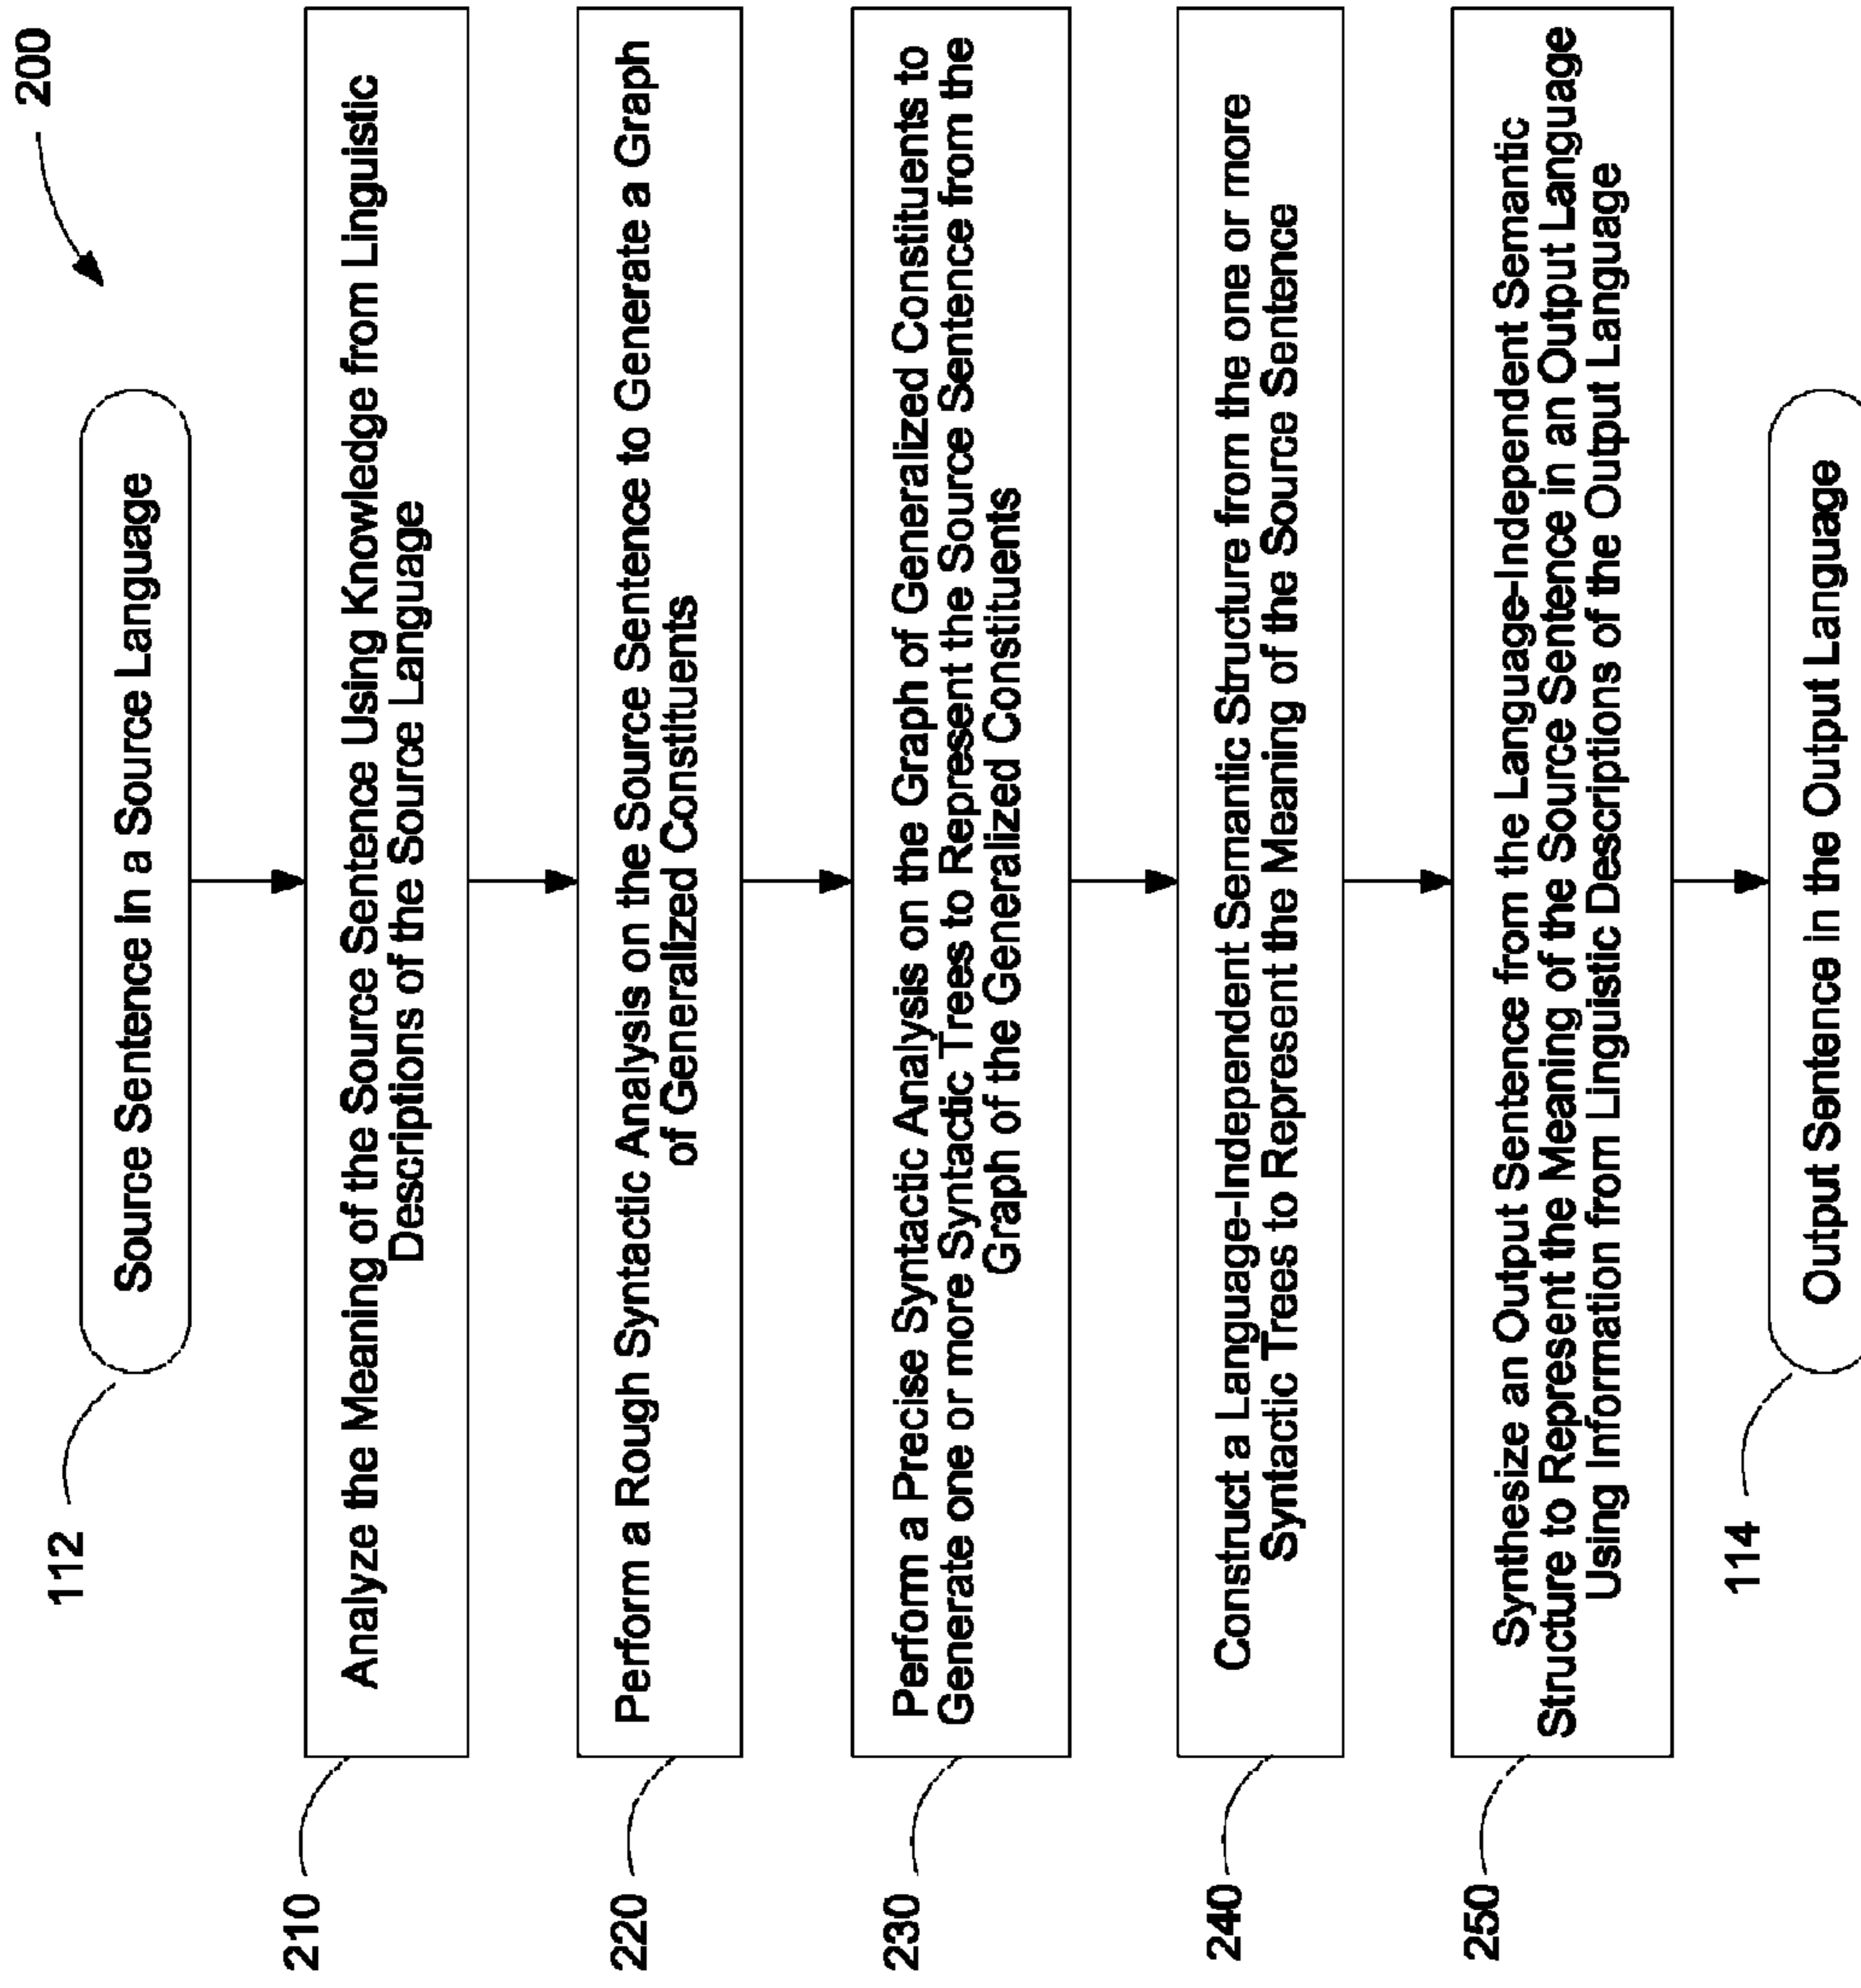 200
112
Source Sentence in a Source Language
210
Analyze the Meaning of the Source Sentence Using Knowledge from Linguistic
Descriptions of the Source Language
220
Perform a Rough Syntactic Analysis on the Source Sentence to Generate a Graph
of Generalized Constituents
230
Perform a Precise Syntactic Analysis on the Graph of Generalized Constituents to
Generate one or more Syntactic Trees to Represent the Source Sentence from the
Graph of the Generalized Constituents
240
Construct a Language-Independent Semantic Structure from the one or more
Syntactic Trees to Represent the Meaning of the Source Sentence
250
Synthesize an Output Sentence from the Language-Independent Semantic
Structure to Represent the Meaning of the Source Sentence in an Output Language
Using Information from Linguistic Descriptions of the Output Language
114
Output Sentence in the Output Language